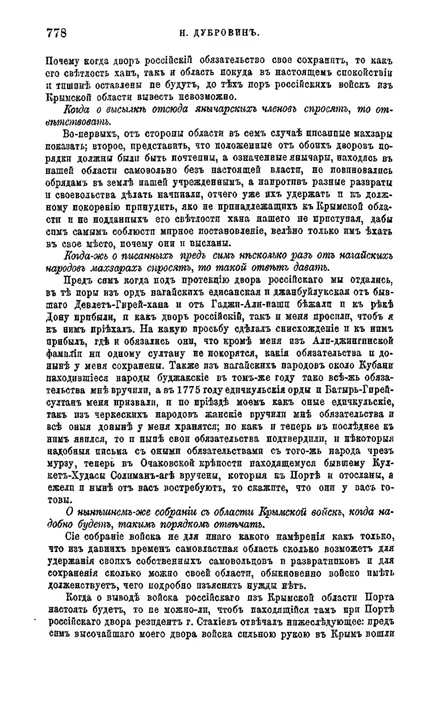 778 Н. ДУБРОВИНЪ.
Почему когда дворъ россійскій обязательство свое сохранить, то какъ
его свѣтлость ханъ, такъ и область покуда въ настоящемъ спокойствіи
и тишинѣ оставлены не будутъ, до тѣхъ поръ россійскихъ войскъ изъ
Крымской области вывесть невозможно.
Когда о высылкѣ отсюда янычарскихъ членовъ спросятъ, то от-
вѣтствовать.
Во-первыхъ, отъ стороны области въ семъ случаѣ писанные махзары
показать; второе, представить, что положенные отъ обоихъ дворовъ по-
рядки должны были быть почтенны, а означенные янычары, находясь въ
нашей области самовольно безъ настоящей власти, не повиновались
обрядамъ въ землѣ нашей учрежденнымъ, а напротивъ разные развраты
и своевольства дѣлать начинали, отчего уже ихъ удержать и къ долж-
ному покоренію принудить, яко не принадлежащихъ къ Крымской обла-
сти и не подданныхъ его свѣтлости хана нашего не приступая, дабы
симъ самымъ соблюсти мирное постановленіе, велѣно только имъ ѣхать
въ свое мѣсто, почему они и высланы.
Когда-жъ о писанныхъ предъ симъ нѣсколько разъ отъ нагайскихъ
народовъ махзарахъ спросятъ, то такой отвѣтъ давать.
Предъ симъ когда подъ протекцію двора россійскаго мы отдались,
въ тѣ поры изъ ордъ нагайскихъ едисанская и джанбуйлукская отъ быв-
шаго Девлетъ-Гирей-хана и отъ Гаджи-Али-паши бѣжали и къ рѣкѣ
Дону прибыли, и какъ дворъ россійскій, такъ и меня просили, чтобъ я
къ нимъ пріѣхалъ. На какую просьбу сдѣлалъ снисхожденіе и къ нимъ
прибылъ, гдѣ и обязались они, что кромѣ меня изъ Али-джингинской
фамаліи ни одному султану не покорятся, какія обязательства и до-
нынѣ у меня сохранены. Также изъ нагайскихъ народовъ около Кубани
находившіеся народы буджакскіе въ томъ-же году тако всѣ-жъ обяза-
тельства мнѣ вручили, а въ 1775 году едичкульскія орды и Батырь-Гирей-
султанъ меня призвали, и по пріѣздѣ моемъ какъ оные едичкульскіе,
такъ изъ черкескихъ народовъ жанскіе вручили мнѣ обязательства и
всѣ оныя донынѣ у меня хранятся; но какъ и теперь въ послѣднее къ
нимъ явился, то и нынѣ свои обязательства подтвердили, и нѣкоторыя
надобныя письма съ оными обязательствами съ того-жъ народа чрезъ
мурзу, теперь въ Очаковской крѣпости находящемуся бывшему Кул-
кетъ-Худасы Солиманъ-агѣ вручены, которыя къ Портѣ и отосланы, а
ежели и нынѣ отъ васъ востребуютъ, то скажите, что они у васъ го-
товы.
О нынѣшнемъ-же собраніи съ области Крымской войскъ, когда на-
добно будетъ, такимъ порядкомъ отвѣчать.
Сіе собраніе войска не для инаго какого намѣренія какъ только,
что изъ давнихъ временъ самовластная область сколько возможетъ для
удержанія своихъ собственныхъ самовольцовъ и развратниковъ и для
сохраненія сколько можно своей области, обыкновенно войско имѣть
долженствуетъ, чего подробно изъяснять нужды нѣтъ.
Когда о выводѣ войска россійскаго изъ Крымской области Порта
настоять будетъ, то не можно-ли, чтобъ находящійся тамъ при Портѣ
россійскаго двора резидентъ г. Стахіевъ отвѣчалъ нижеслѣдующее: предъ
симъ высочайшаго моего двора войска сильною рукою въ Крымъ вошли